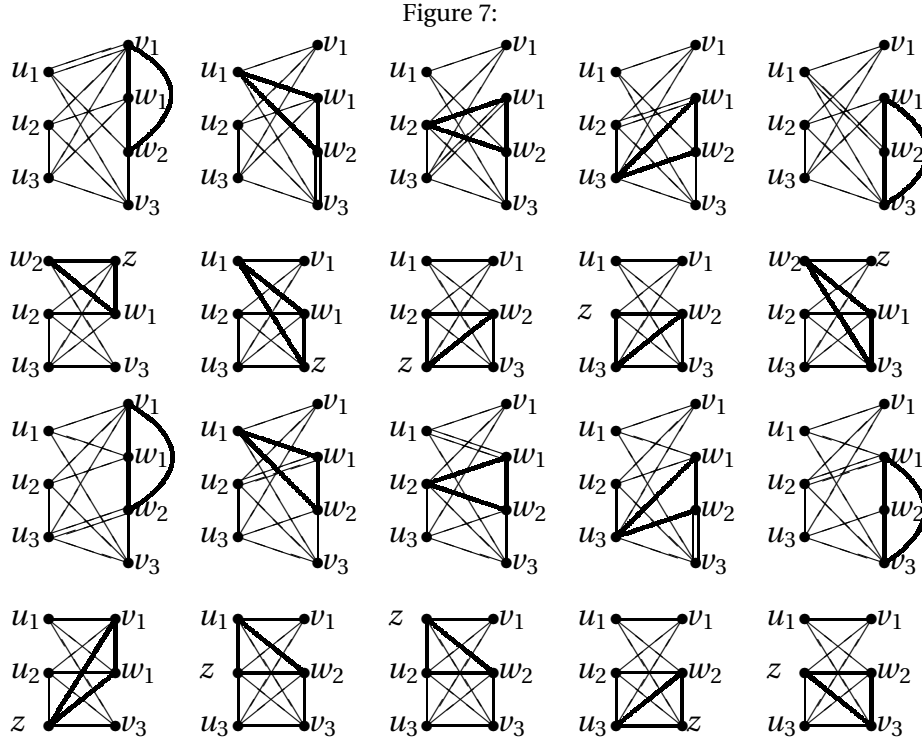 Figure 7:
v₁ v₁ v₁ v₁ v₁
u₁ u₁ u₁ u₁ u₁
w₁ w₁ w₁ w₁ w₁
u₂ u₂ u₂ u₂ u₂
w₂ w₂ w₂ w₂ w₂
u₃ u₃ u₃ u₃ u₃
v₃ v₃ v₃ v₃ v₃
w₂ z u₁ v₁ u₁ v₁ u₁ v₁ w₂ z
u₂ w₁ u₂ w₁ u₂ w₂ z w₂ u₂ w₁
u₃ v₃ u₃ z z v₃ u₃ v₃ u₃ v₃
v₁ v₁ v₁ v₁ v₁
u₁ u₁ u₁ u₁ u₁
w₁ w₁ w₁ w₁ w₁
u₂ u₂ u₂ u₂ u₂
w₂ w₂ w₂ w₂ w₂
u₃ u₃ u₃ u₃ u₃
v₃ v₃ v₃ v₃ v₃
u₁ v₁ u₁ v₁ z v₁ u₁ v₁ u₁ v₁
u₂ w₁ z w₂ u₂ w₂ u₂ w₂ z w₂
z v₃ u₃ v₃ u₃ v₃ u₃ z u₃ v₃